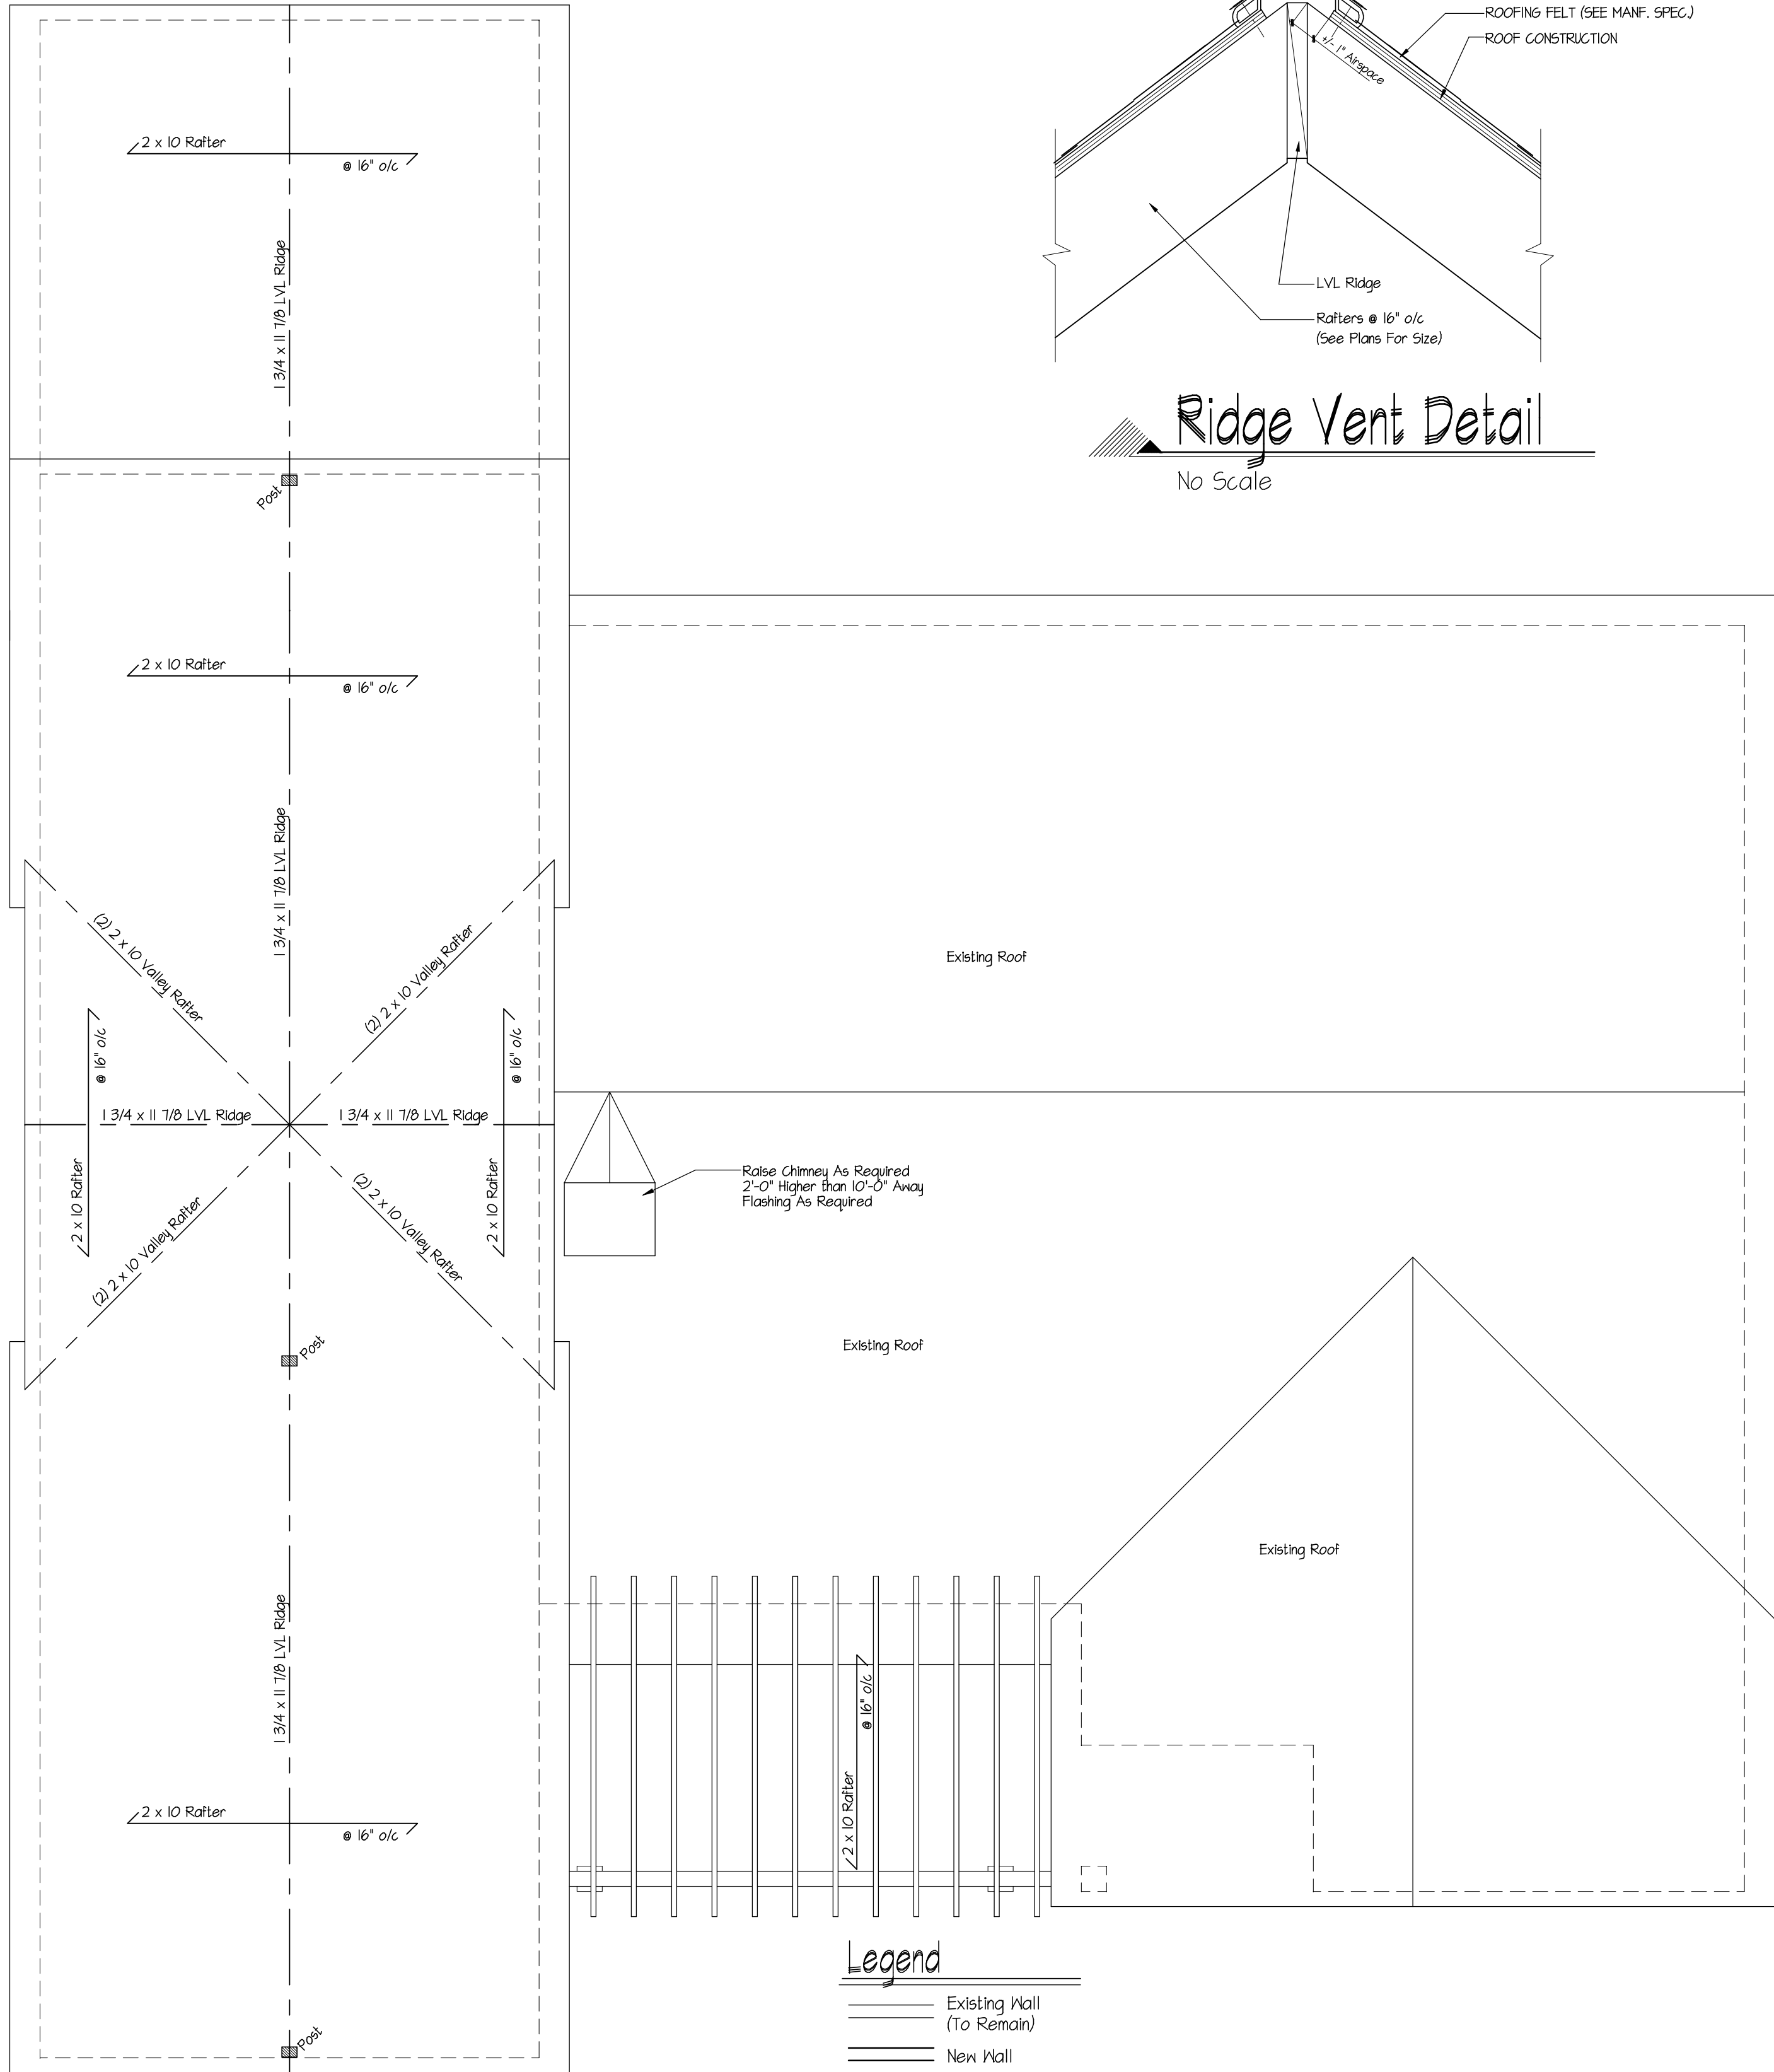 ROOFING FELT (SEE MANF. SPEC.)
ROOF CONSTRUCTION
+/- 1" Airspace
LVL Ridge
Rafters @ 16" o/c
(See Plans For Size)
Ridge Vent Detail
No Scale
2 x 10 Rafter
@ 16" o/c
1 3/4 x 11 7/8 LVL Ridge
Post
2 x 10 Rafter
@ 16" o/c
1 3/4 x 11 7/8 LVL Ridge
(2) 2 x 10 Valley Rafter
(2) 2 x 10 Valley Rafter
Existing Roof
@ 16" o/c
2 x 10 Rafter
1 3/4 x 11 7/8 LVL Ridge
1 3/4 x 11 7/8 LVL Ridge
@ 16" o/c
2 x 10 Rafter
(2) 2 x 10 Valley Rafter
(2) 2 x 10 Valley Rafter
Raise Chimney As Required
2'-0" Higher than 10'-0" Away
Flashing As Required
Post
Existing Roof
Existing Roof
1 3/4 x 11 7/8 LVL Ridge
@ 16" o/c
2 x 10 Rafter
2 x 10 Rafter
@ 16" o/c
Post
Legend
Existing Wall
(To Remain)
New Wall